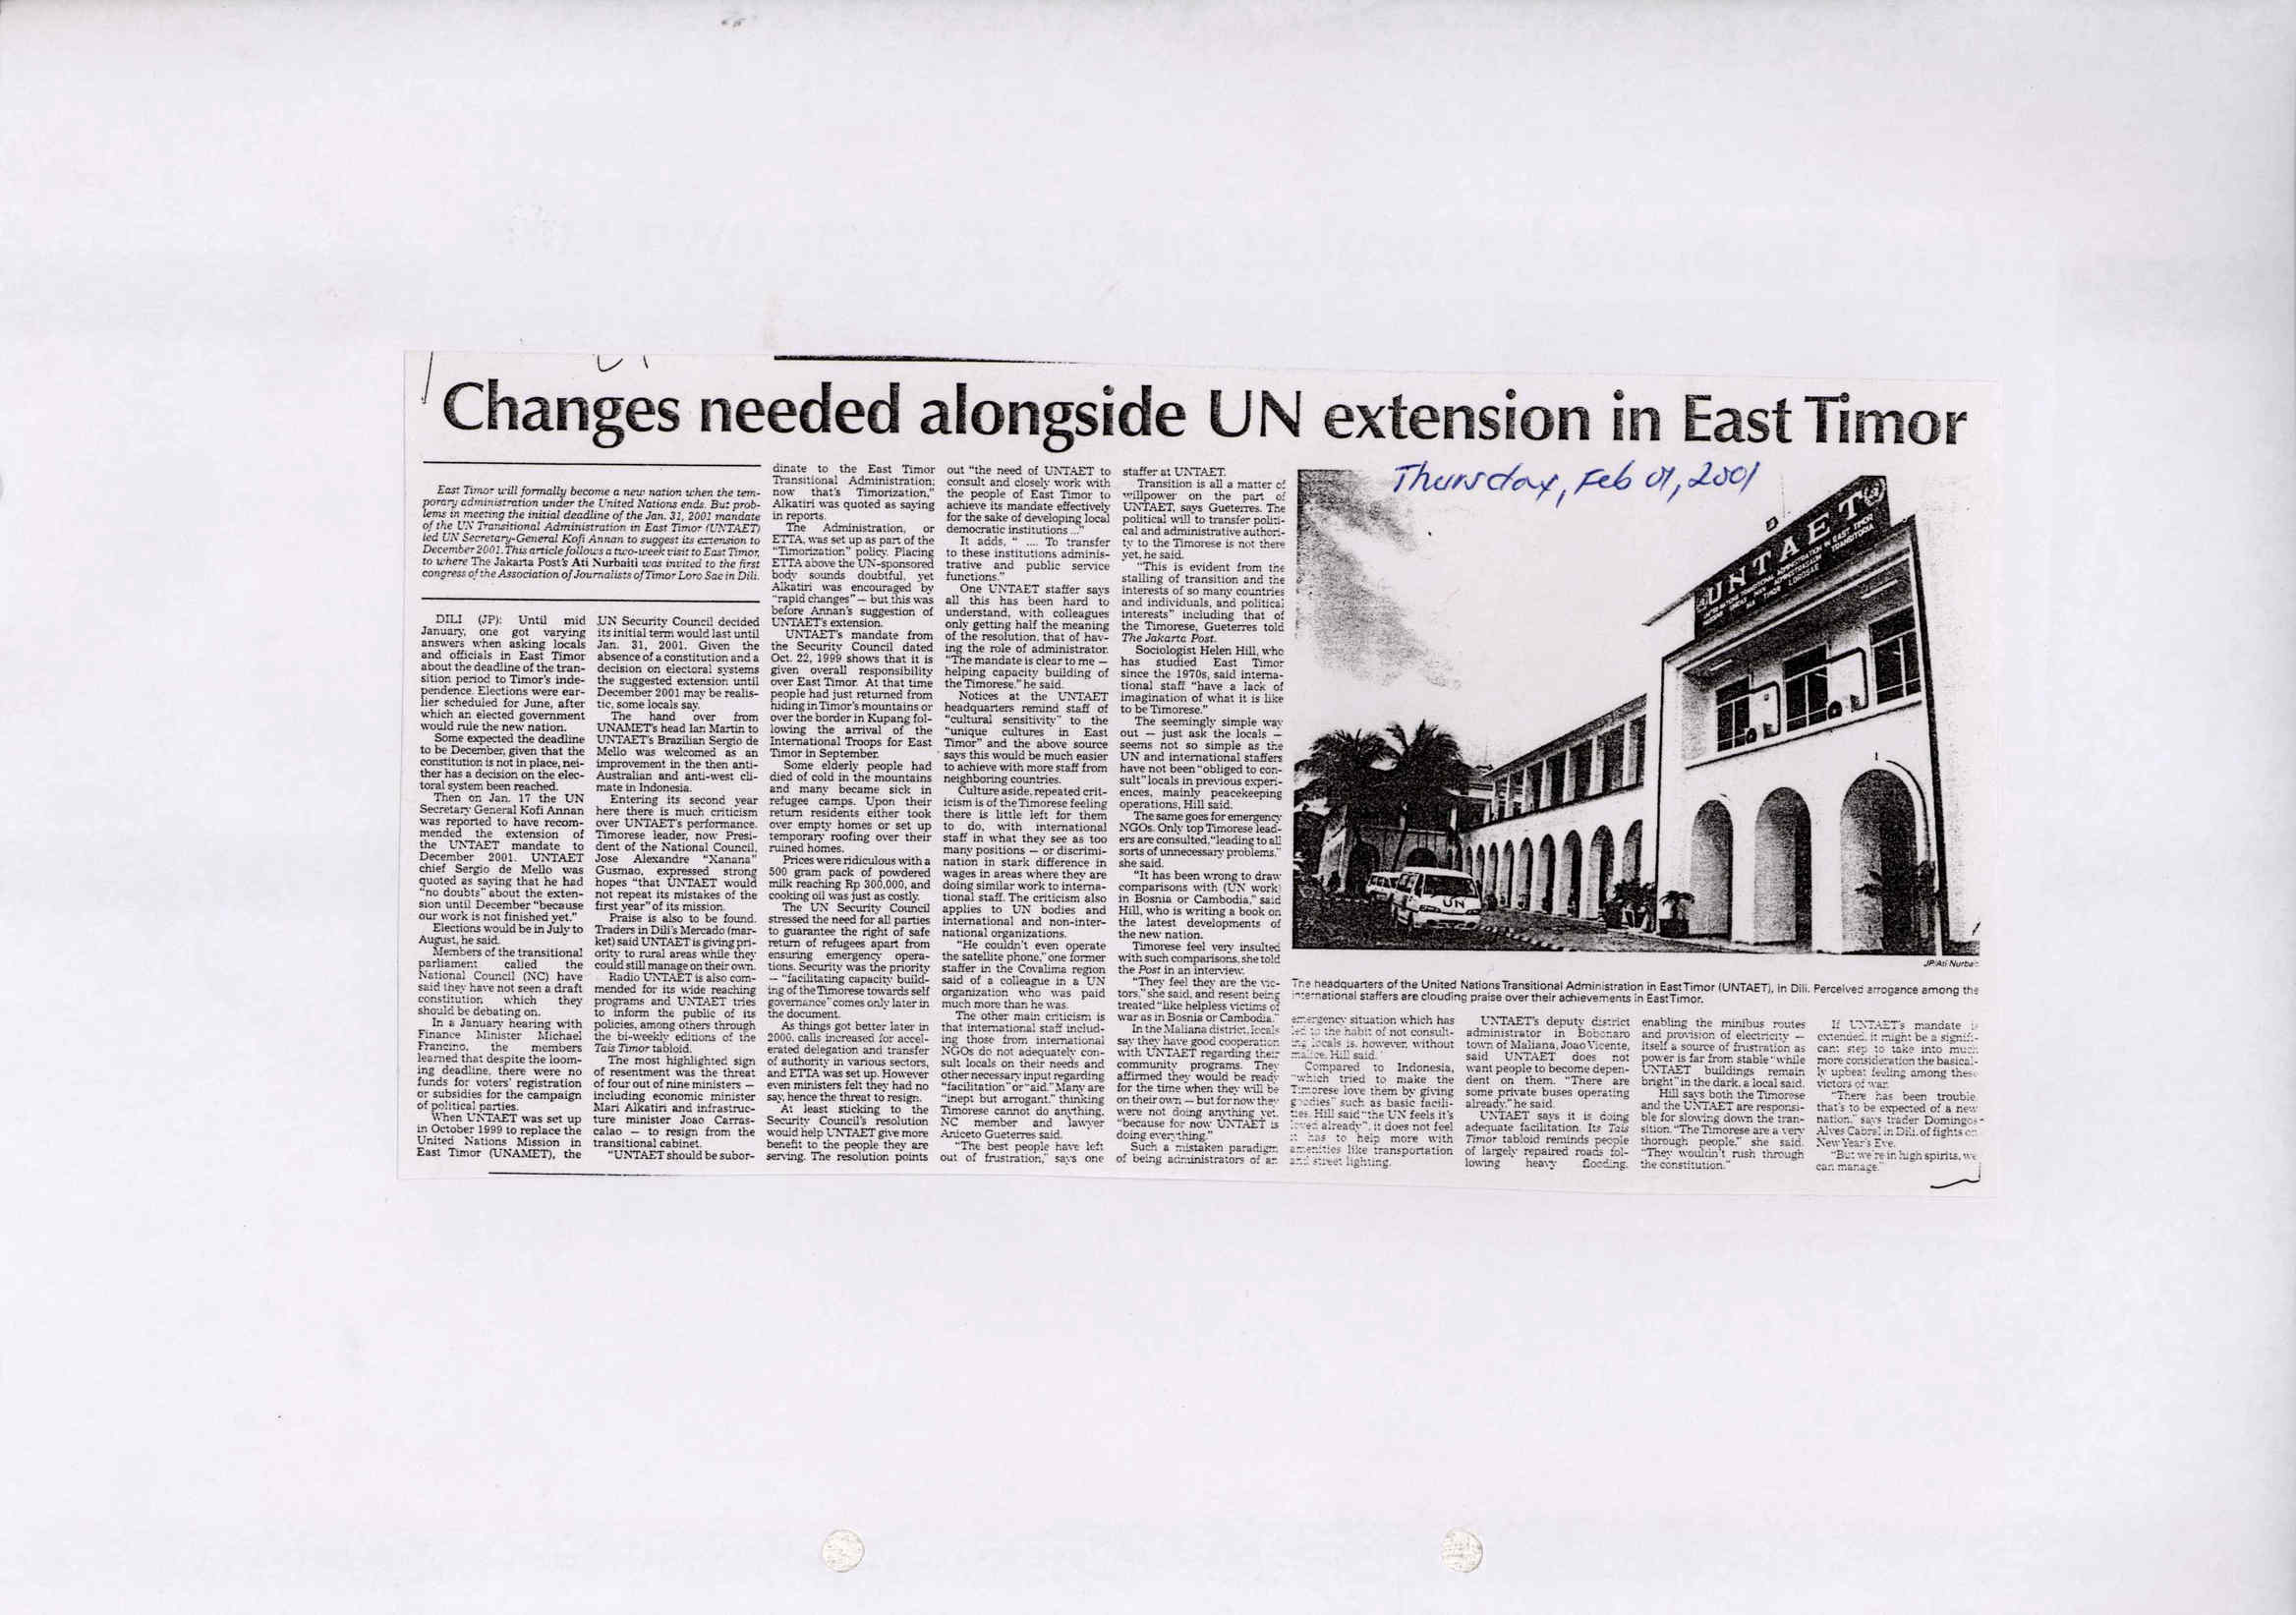 Changes needed alongside UN extension in East Timor
Thursday, Feb 01, 2001
East Timor will formally become a new nation when the tem-
porary administration under the United Nations ends. But prob-
lems in meeting the initial deadline of the Jan. 31, 2001 mandate
of the UN Transitional Administration in East Timor (UNTAET)
led UN Secretary-General Kofi Annan to suggest its extension to
December 2001. This article follows a two-week visit to East Timor,
to where The Jakarta Post's Ati Nurbaiti was invited to the first
congress of the Association of Journalists of Timor Loro Sae in Dili.
DILI (JP): Until mid
January, one got varying
answers when asking locals
and officials in East Timor
about the deadline of the tran-
sition period to Timor's inde-
pendence. Elections were ear-
lier scheduled for June, after
which an elected government
would rule the new nation.
Some expected the deadline
to be December, given that the
constitution is not in place, nei-
ther has a decision on the elec-
toral system been reached.
Then on Jan. 17 the UN
Secretary General Kofi Annan
was reported to have recom-
mended the extension of
the UNTAET mandate to
December 2001. UNTAET
chief Sergio de Mello was
quoted as saying that he had
"no doubts" about the exten-
sion until December "because
our work is not finished yet."
Elections would be in July to
August, he said.
Members of the transitional
parliament called the
National Council (NC) have
said they have not seen a draft
constitution which they
should be debating on.
In a January hearing with
Finance Minister Michael
Francino, the members
learned that despite the loom-
ing deadline, there were no
funds for voters' registration
or subsidies for the campaign
of political parties.
When UNTAET was set up
in October 1999 to replace the
United Nations Mission in
East Timor (UNAMET), the
UN Security Council decided
its initial term would last until
Jan. 31, 2001. Given the
absence of a constitution and a
decision on electoral systems
the suggested extension until
December 2001 may be realis-
tic, some locals say.
The hand over from
UNAMET's head Ian Martin to
UNTAET's Brazilian Sergio de
Mello was welcomed as an
improvement in the then anti-
Australian and anti-west cli-
mate in Indonesia.
Entering its second year
here there is much criticism
over UNTAET's performance.
Timorese leader, now Presi-
dent of the National Council,
Jose Alexandre "Xanana"
Gusmao, expressed strong
hopes "that UNTAET would
not repeat its mistakes of the
first year" of its mission.
Praise is also to be found.
Traders in Dili's Mercado (mar-
ket) said UNTAET is giving pri-
ority to rural areas while they
could still manage on their own.
Radio UNTAET is also com-
mended for its wide reaching
programs and UNTAET tries
to inform the public of its
policies, among others through
the bi-weekly editions of the
Tais Timor tabloid.
The most highlighted sign
of resentment was the threat
of four out of nine ministers —
including economic minister
Mari Alkatiri and infrastruc-
ture minister Joao Carras-
calao — to resign from the
transitional cabinet.
"UNTAET should be subor-
dinate to the East Timor
Transitional Administration;
now that's Timorization,"
Alkatiri was quoted as saying
in reports.
The Administration, or
ETTA, was set up as part of the
"Timorization" policy. Placing
ETTA above the UN-sponsored
body sounds doubtful, yet
Alkatiri was encouraged by
"rapid changes" — but this was
before Annan's suggestion of
UNTAET's extension.
UNTAET's mandate from
the Security Council dated
Oct. 22, 1999 shows that it is
given overall responsibility
over East Timor. At that time
people had just returned from
hiding in Timor's mountains or
over the border in Kupang fol-
lowing the arrival of the
International Troops for East
Timor in September.
Some elderly people had
died of cold in the mountains
and many became sick in
refugee camps. Upon their
return residents either took
over empty homes or set up
temporary roofing over their
ruined homes.
Prices were ridiculous with a
500 gram pack of powdered
milk reaching Rp 300,000, and
cooking oil was just as costly.
The UN Security Council
stressed the need for all parties
to guarantee the right of safe
return of refugees apart from
ensuring emergency opera-
tions. Security was the priority
— "facilitating capacity build-
ing of the Timorese towards self
governance" comes only later in
the document.
As things got better later in
2000, calls increased for accel-
erated delegation and transfer
of authority in various sectors,
and ETTA was set up. However
even ministers felt they had no
say, hence the threat to resign.
At least sticking to the
Security Council's resolution
would help UNTAET give more
benefit to the people they are
serving. The resolution points
out "the need of UNTAET to
consult and closely work with
the people of East Timor to
achieve its mandate effectively
for the sake of developing local
democratic institutions ..."
It adds, " .... To transfer
to these institutions adminis-
trative and public service
functions."
One UNTAET staffer says
all this has been hard to
understand, with colleagues
only getting half the meaning
of the resolution, that of hav-
ing the role of administrator.
"The mandate is clear to me —
helping capacity building of
the Timorese," he said.
Notices at the UNTAET
headquarters remind staff of
"cultural sensitivity" to the
"unique cultures in East
Timor" and the above source
says this would be much easier
to achieve with more staff from
neighboring countries.
Culture aside, repeated crit-
icism is of the Timorese feeling
there is little left for them
to do, with international
staff in what they see as too
many positions — or discrimi-
nation in stark difference in
wages in areas where they are
doing similar work to interna-
tional staff. The criticism also
applies to UN bodies and
international and non-inter-
national organizations.
"He couldn't even operate
the satellite phone," one former
staffer in the Covalima region
said of a colleague in a UN
organization who was paid
much more than he was.
The other main criticism is
that international staff includ-
ing those from international
NGOs do not adequately con-
sult locals on their needs and
other necessary input regarding
"facilitation" or "aid." Many are
"inept but arrogant," thinking
Timorese cannot do anything,
NC member and lawyer
Aniceto Gueterres said.
"The best people have left
out of frustration," says one
staffer at UNTAET.
Transition is all a matter of
willpower on the part of
UNTAET, says Gueterres. The
political will to transfer politi-
cal and administrative authori-
ty to the Timorese is not there
yet, he said.
"This is evident from the
stalling of transition and the
interests of so many countries
and individuals, and political
interests" including that of
the Timorese, Gueterres told
The Jakarta Post.
Sociologist Helen Hill, who
has studied East Timor
since the 1970s, said interna-
tional staff "have a lack of
imagination of what it is like
to be Timorese."
The seemingly simple way
out — just ask the locals —
seems not so simple as the
UN and international staffers
have not been "obliged to con-
sult" locals in previous experi-
ences, mainly peacekeeping
operations, Hill said.
The same goes for emergency
NGOs. Only top Timorese lead-
ers are consulted, "leading to all
sorts of unnecessary problems,"
she said.
"It has been wrong to draw
comparisons with (UN work)
in Bosnia or Cambodia," said
Hill, who is writing a book on
the latest developments of
the new nation.
Timorese feel very insulted
with such comparisons, she told
the Post in an interview.
"They feel they are the vic-
tors," she said, and resent being
treated "like helpless victims of
war as in Bosnia or Cambodia."
In the Maliana district, locals
say they have good cooperation
with UNTAET regarding their
community programs. They
affirmed they would be ready
for the time when they will be
on their own — but for now they
were not doing anything yet,
"because for now UNTAET is
doing everything."
Such a mistaken paradigm
of being administrators of an
UNTAET
UN
JP/Ati Nurbaiti
The headquarters of the United Nations Transitional Administration in East Timor (UNTAET), in Dili. Perceived arrogance among the
international staffers are clouding praise over their achievements in East Timor.
emergency situation which has
led to the habit of not consult-
ing locals is, however, without
malice, Hill said.
Compared to Indonesia,
"which tried to make the
Timorese love them by giving
goodies" such as basic facili-
ties, Hill said "the UN feels it's
loved already", it does not feel
it has to help more with
amenities like transportation
and street lighting.
UNTAET's deputy district
administrator in Bobonaro
town of Maliana, Joao Vicente,
said UNTAET does not
want people to become depen-
dent on them. "There are
some private buses operating
already," he said.
UNTAET says it is doing
adequate facilitation. Its Tais
Timor tabloid reminds people
of largely repaired roads fol-
lowing heavy flooding,
enabling the minibus routes
and provision of electricity —
itself a source of frustration as
power is far from stable "while
UNTAET buildings remain
bright" in the dark, a local said.
Hill says both the Timorese
and the UNTAET are responsi-
ble for slowing down the tran-
sition. "The Timorese are a very
thorough people," she said.
"They wouldn't rush through
the constitution."
If UNTAET's mandate is
extended, it might be a signifi-
cant step to take into much
more consideration the basical-
ly upbeat feeling among these
victors of war.
"There has been trouble,
that's to be expected of a new
nation," says trader Domingos
Alves Cabral in Dili, of fights on
New Year's Eve.
"But we're in high spirits, we
can manage."